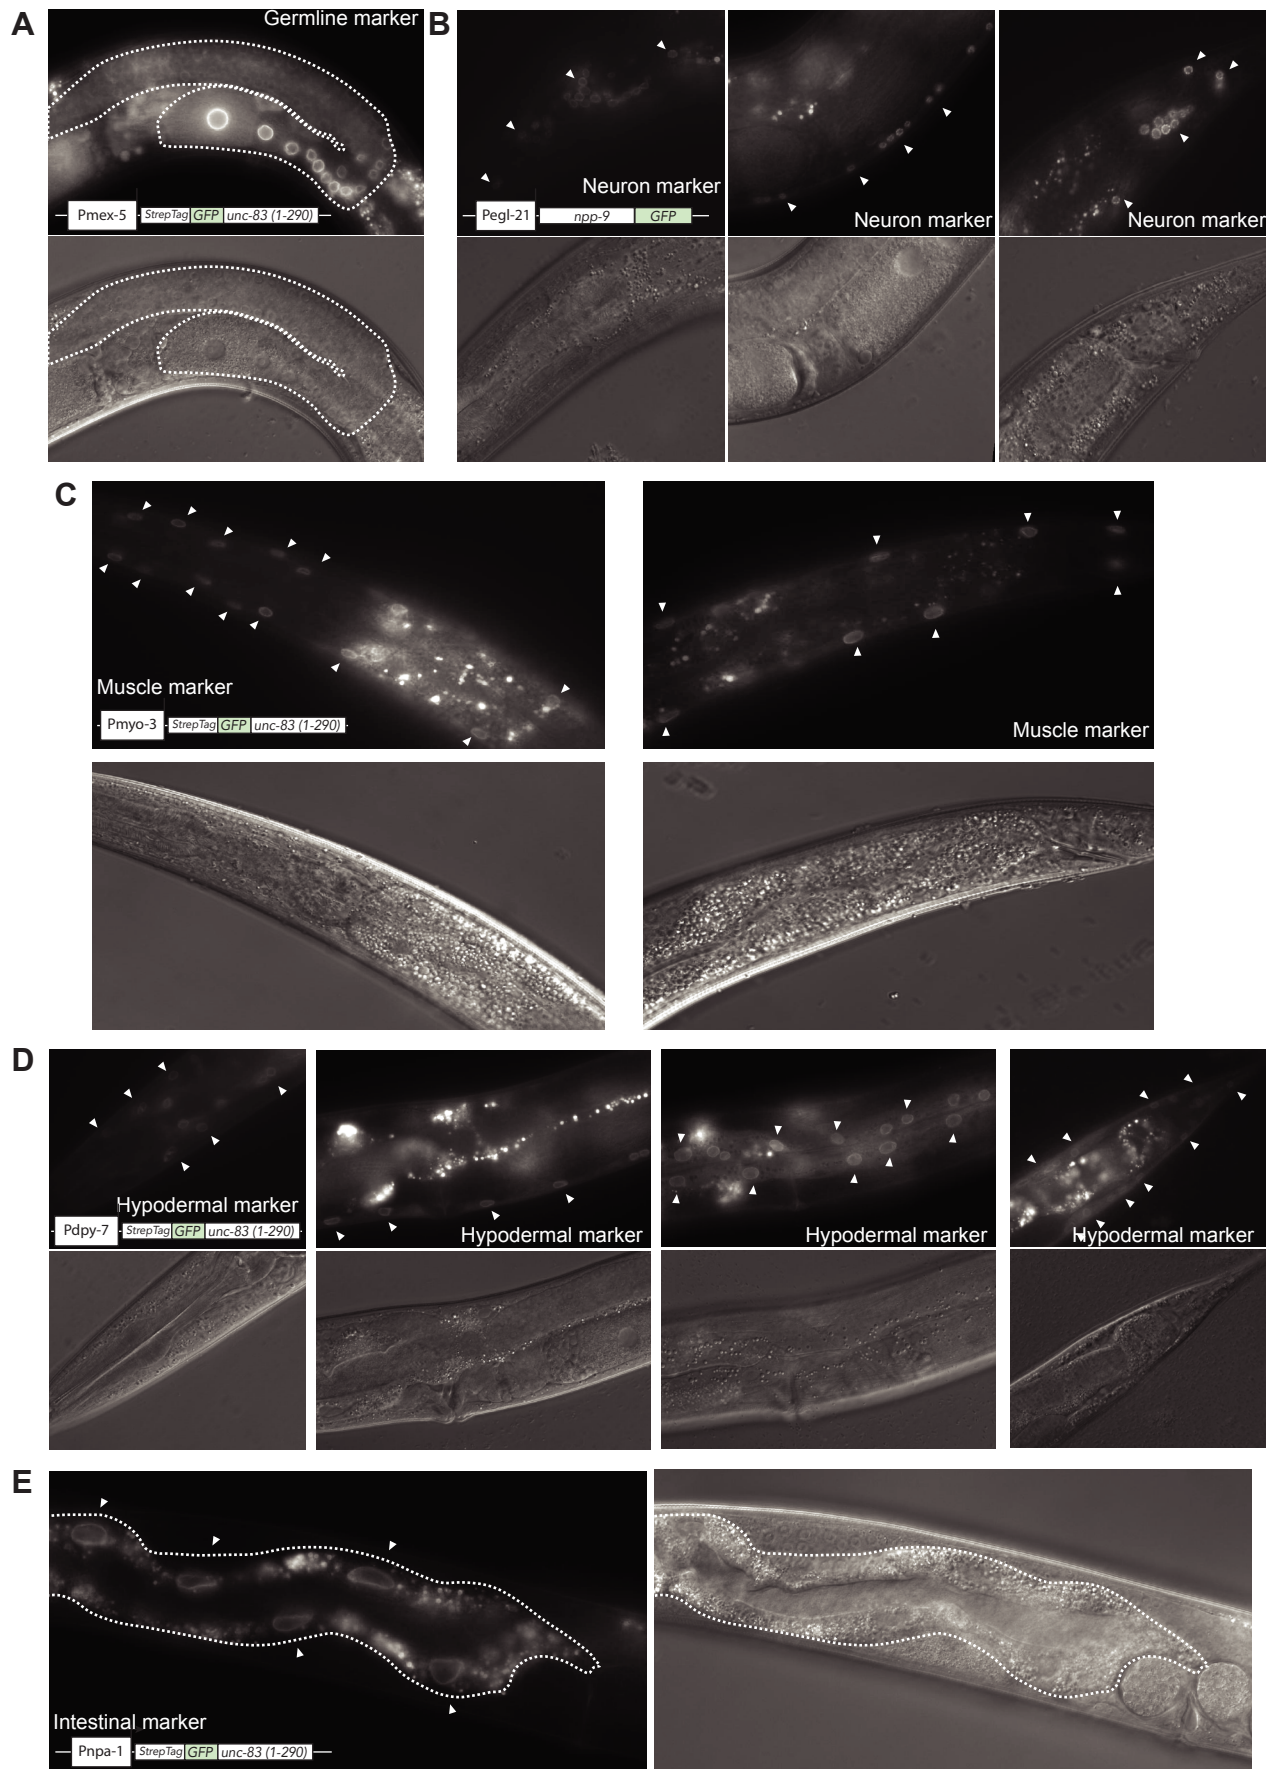 A
Germline marker
Pmex-5 StrepTag GFP unc-83 (1-290)
B
Neuron marker
Pegl-21 npp-9 GFP
Neuron marker
Neuron marker
C
Muscle marker
Pmyo-3 StrepTag GFP unc-83 (1-290)
Muscle marker
D
Hypodermal marker
Pdpy-7 StrepTag GFP unc-83 (1-290)
Hypodermal marker
Hypodermal marker
Hypodermal marker
E
Intestinal marker
Pnpa-1 StrepTag GFP unc-83 (1-290)